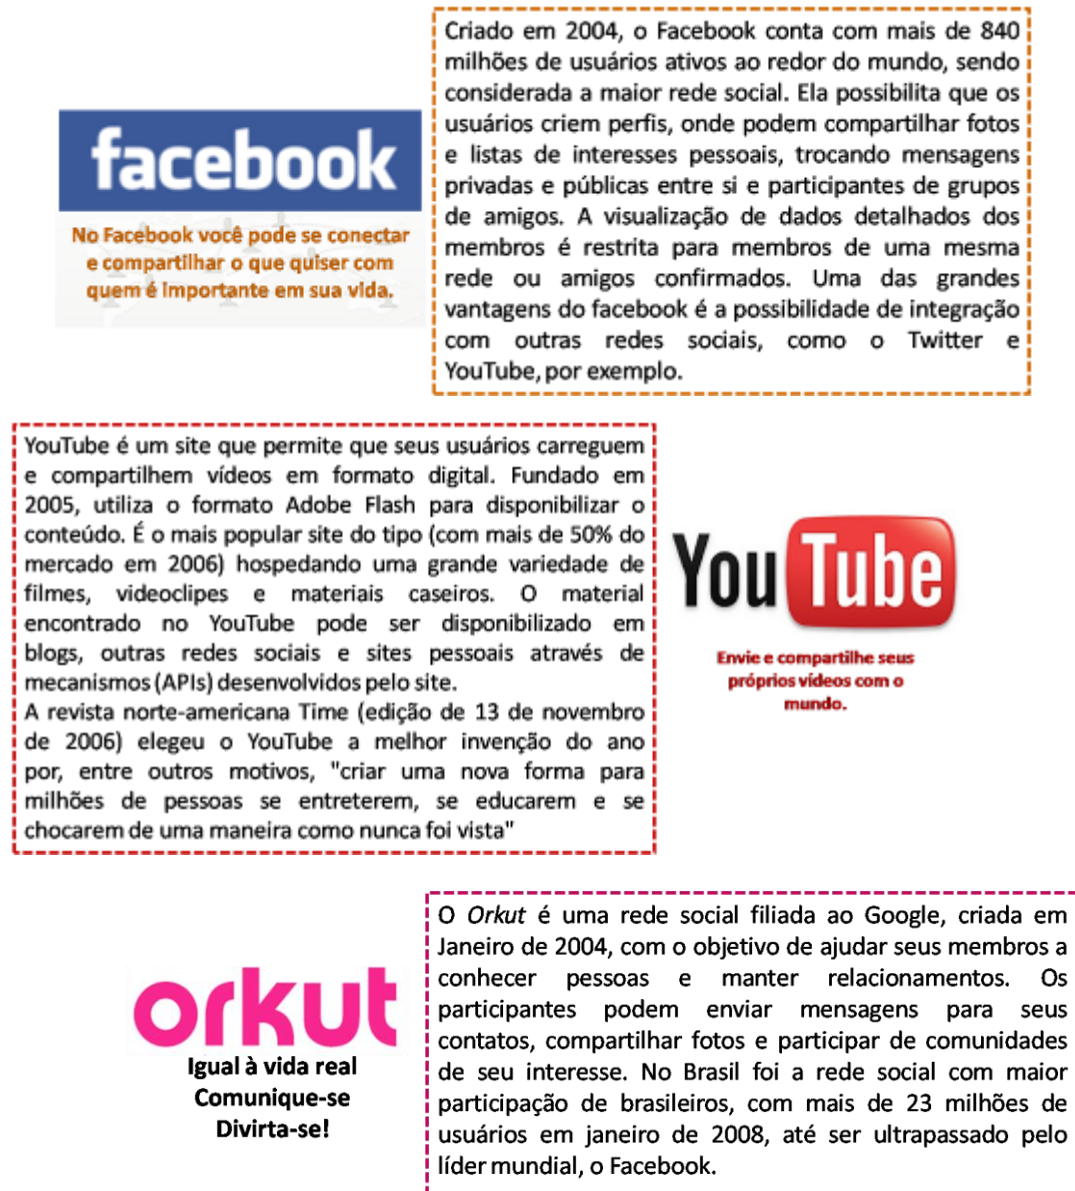 Criado em 2004, o Facebook conta com mais de 840
milhões de usuários ativos ao redor do mundo, sendo
considerada a maior rede social. Ela possibilita que os
usuários criem perfis, onde podem compartilhar fotos
e listas de interesses pessoais, trocando mensagens
privadas e públicas entre si e participantes de grupos
de amigos. A visualização de dados detalhados dos
membros é restrita para membros de uma mesma
rede ou amigos confirmados. Uma das grandes
vantagens do facebook é a possibilidade de integração
com outras redes sociais, como o Twitter e
YouTube, por exemplo.
facebook
No Facebook você pode se conectar
e compartilhar o que quiser com
quem é importante em sua vida.
YouTube é um site que permite que seus usuários carreguem
e compartilhem vídeos em formato digital. Fundado em
2005, utiliza o formato Adobe Flash para disponibilizar o
conteúdo. É o mais popular site do tipo (com mais de 50% do
mercado em 2006) hospedando uma grande variedade de
filmes, videoclipes e materiais caseiros. O material
encontrado no YouTube pode ser disponibilizado em
blogs, outras redes sociais e sites pessoais através de
mecanismos (APIs) desenvolvidos pelo site.
A revista norte-americana Time (edição de 13 de novembro
de 2006) elegeu o YouTube a melhor invenção do ano
por, entre outros motivos, "criar uma nova forma para
milhões de pessoas se entreterem, se educarem e se
chocarem de uma maneira como nunca foi vista"
YouTube
Envie e compartilhe seus
próprios vídeos com o
mundo.
O Orkut é uma rede social filiada ao Google, criada em
Janeiro de 2004, com o objetivo de ajudar seus membros a
conhecer pessoas e manter relacionamentos. Os
participantes podem enviar mensagens para seus
contatos, compartilhar fotos e participar de comunidades
de seu interesse. No Brasil foi a rede social com maior
participação de brasileiros, com mais de 23 milhões de
usuários em janeiro de 2008, até ser ultrapassado pelo
líder mundial, o Facebook.
orkut
Igual à vida real
Comunique-se
Divirta-se!